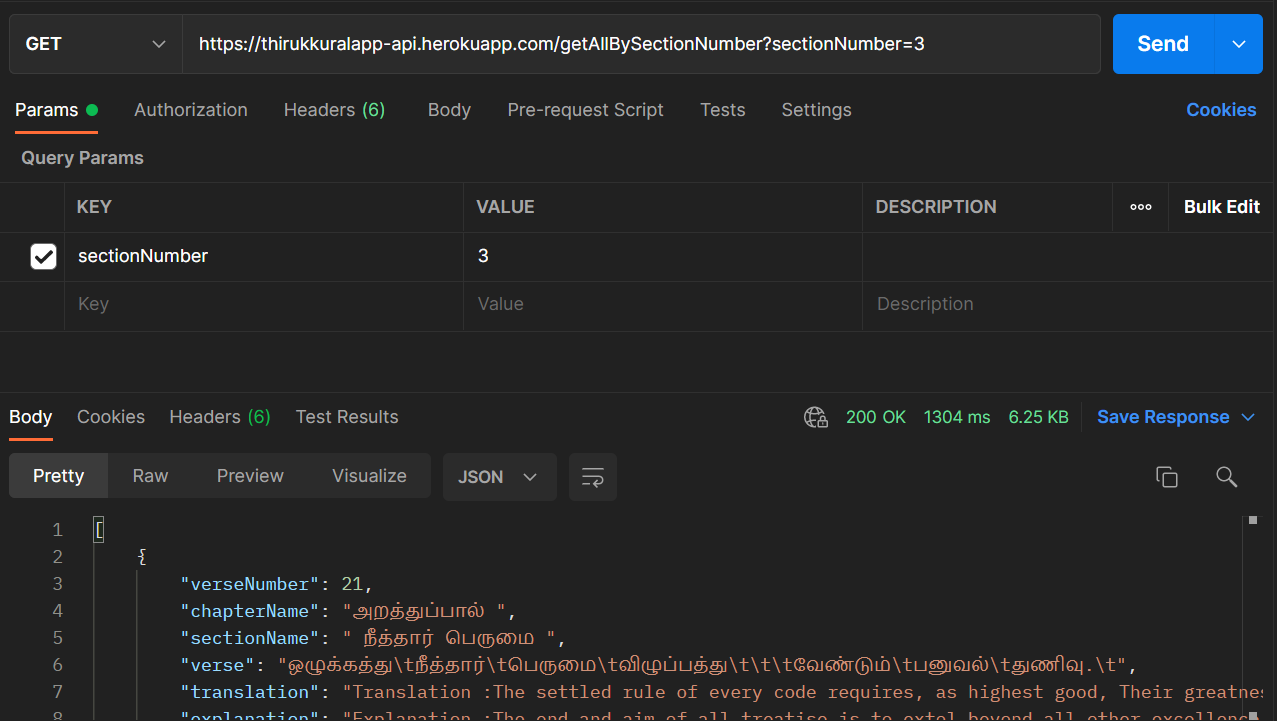 GET https://thirukkuralapp-api.herokuapp.com/getAllBySectionNumber?sectionNumber=3 Send
Params Authorization Headers (6) Body Pre-request Script Tests Settings Cookies
Query Params
KEY VALUE DESCRIPTION ooo Bulk Edit
sectionNumber 3
Key Value Description
Body Cookies Headers (6) Test Results 200 OK 1304 ms 6.25 KB Save Response
Pretty Raw Preview Visualize JSON
1 [
2 {
3 "verseNumber": 21,
4 "chapterName": "அறத்துப்பால் ",
5 "sectionName": " நீத்தார் பெருமை ",
6 "verse": "ஒழுக்கத்து\tநீத்தார்\tபெருமை\tவிழுப்பத்து\t\t\tவேண்டும்\tபனுவல்\tதுணிவு.\t",
7 "translation": "Translation :The settled rule of every code requires, as highest good, Their greatnes
8 "explanation": "Explanation :The end and aim of all treatise is to extol beyond all other excellenc